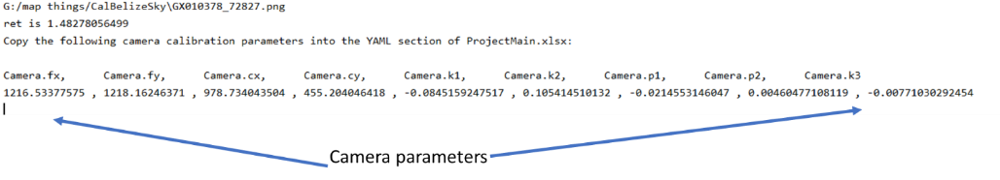 G:/map things/CalBelizeSky\GX010378_72827.png
ret is 1.48278056499
Copy the following camera calibration parameters into the YAML section of ProjectMain.xlsx:
Camera.fx, Camera.fy, Camera.cx, Camera.cy, Camera.k1, Camera.k2, Camera.p1, Camera.p2, Camera.k3
1216.53377575 , 1218.16246371 , 978.734043504 , 455.204046418 , -0.0845159247517 , 0.105414510132 , -0.0214553146047 , 0.00460477108119 , -0.00771030292454
Camera parameters